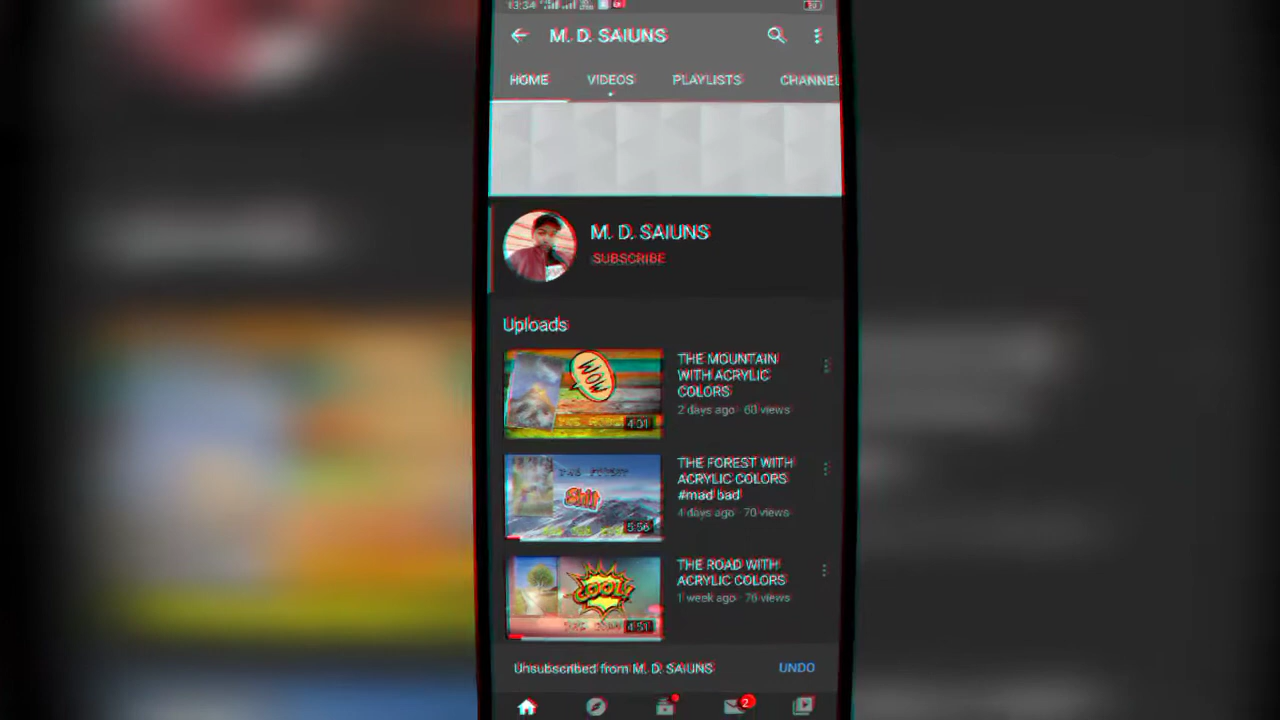 13:34
M. D. SAIUNS
HOME VIDEOS PLAYLISTS CHANNEL
M. D. SAIUNS
SUBSCRIBE
Uploads
WOW
4:01
THE MOUNTAIN
WITH ACRYLIC
COLORS
2 days ago · 60 views
5:56
THE FOREST WITH
ACRYLIC COLORS
#mad bad
4 days ago · 70 views
COOL!
4:51
THE ROAD WITH
ACRYLIC COLORS
1 week ago · 76 views
Unsubscribed from M. D. SAIUNS UNDO
2